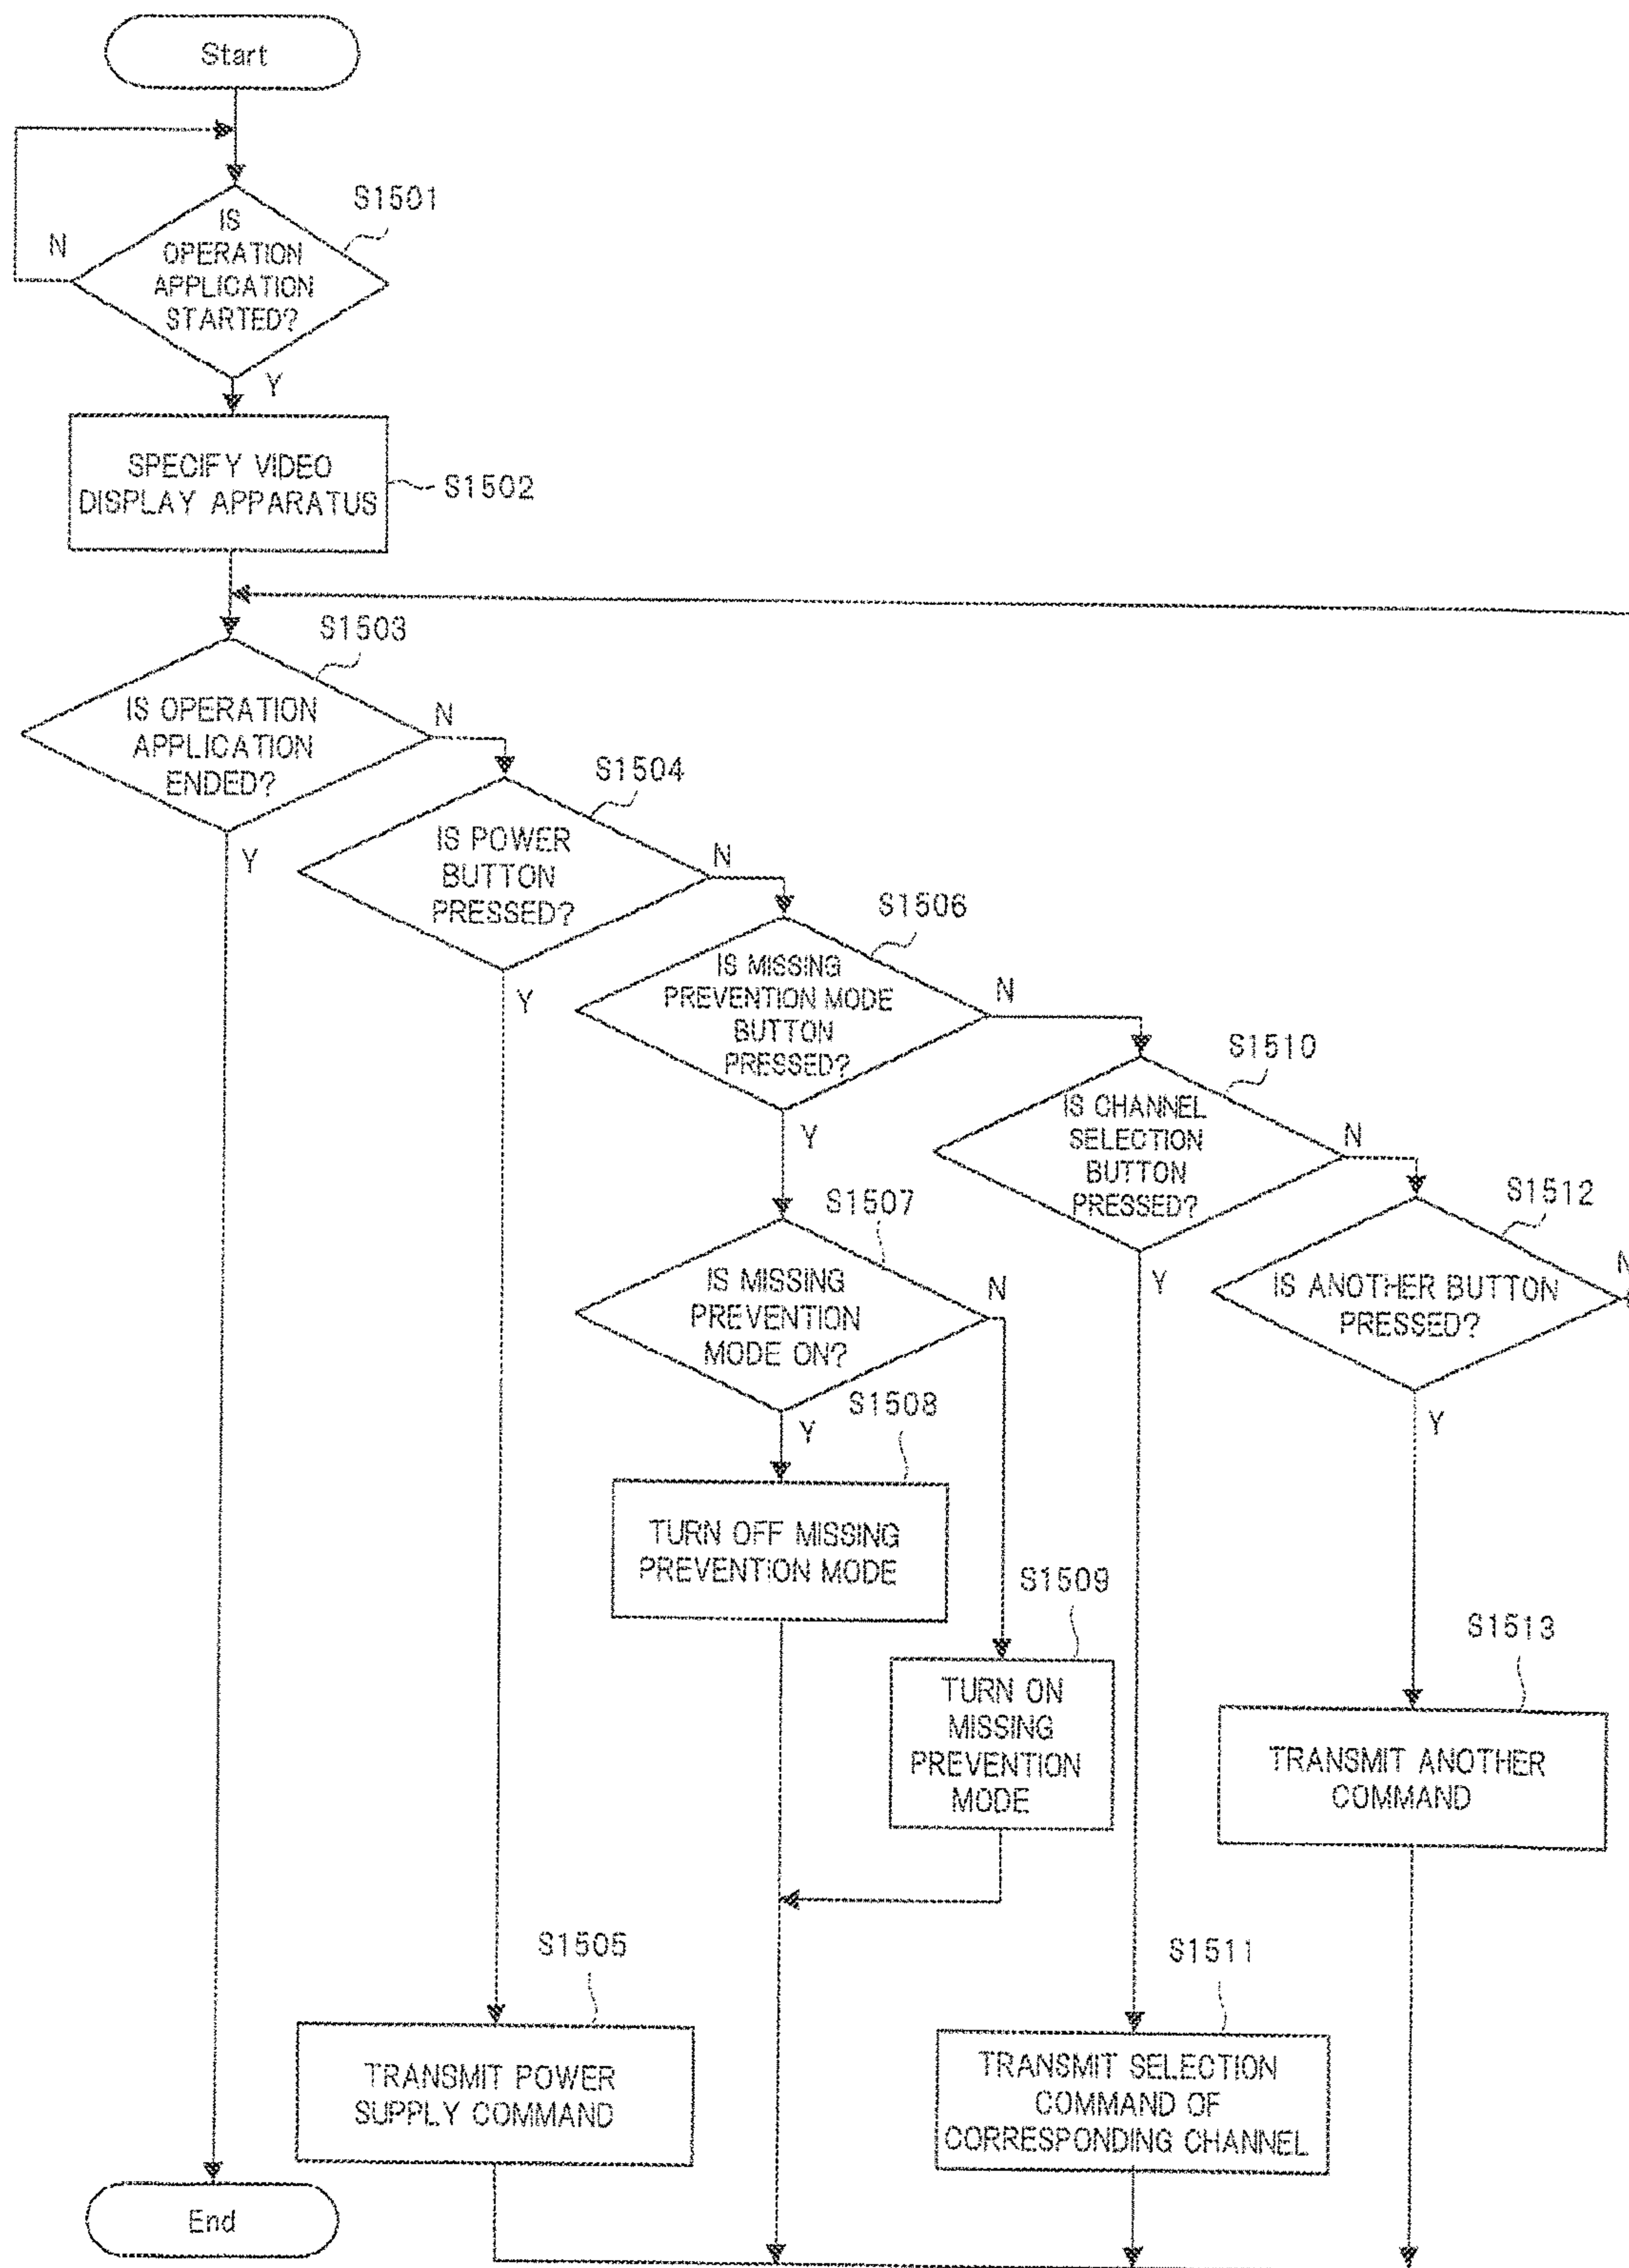 Start
S1501
IS
OPERATION
APPLICATION
STARTED?
N
Y
SPECIFY VIDEO
DISPLAY APPARATUS
S1502
S1503
IS OPERATION
APPLICATION
ENDED?
N
Y
S1504
IS POWER
BUTTON
PRESSED?
N
Y
S1506
IS MISSING
PREVENTION MODE
BUTTON
PRESSED?
N
Y
S1510
IS CHANNEL
SELECTION
BUTTON
PRESSED?
N
Y
S1512
IS ANOTHER BUTTON
PRESSED?
N
Y
S1507
IS MISSING
PREVENTION
MODE ON?
N
Y
S1508
TURN OFF MISSING
PREVENTION MODE
S1509
TURN ON
MISSING
PREVENTION
MODE
S1513
TRANSMIT ANOTHER
COMMAND
S1505
TRANSMIT POWER
SUPPLY COMMAND
S1511
TRANSMIT SELECTION
COMMAND OF
CORRESPONDING CHANNEL
End